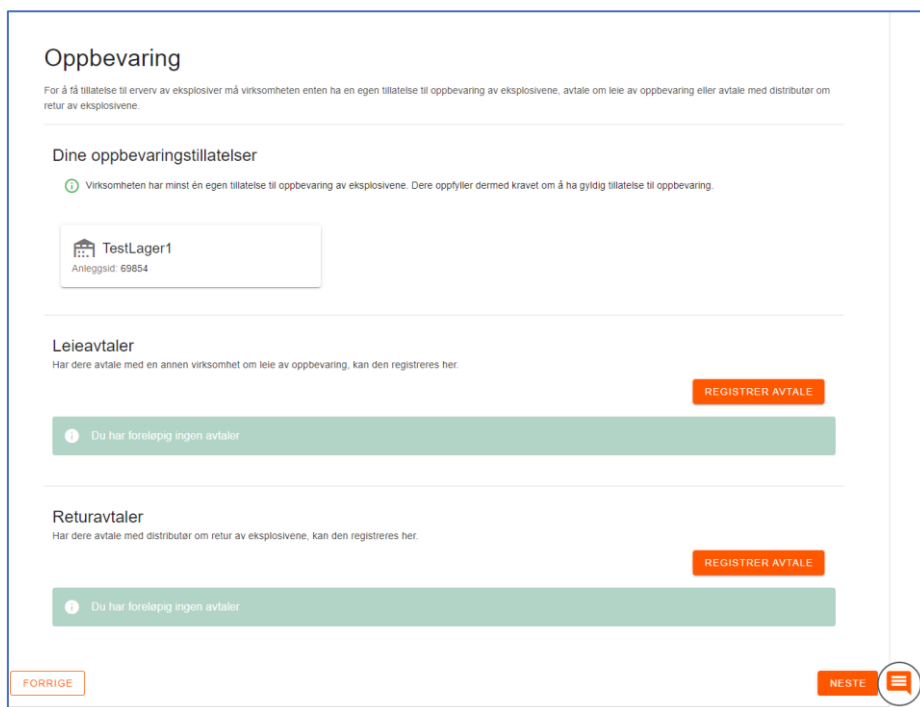 Oppbevaring
For å få tillatelse til erverv av eksplosiver må virksomheten enten ha en egen tillatelse til oppbevaring av eksplosivene, avtale om leie av oppbevaring eller avtale med distributør om
retur av eksplosivene.
Dine oppbevaringstillatelser
Virksomheten har minst én egen tillatelse til oppbevaring av eksplosivene. Dere oppfyller dermed kravet om å ha gyldig tillatelse til oppbevaring.
TestLager1
Anleggsid: 69854
Leieavtaler
Har dere avtale med en annen virksomhet om leie av oppbevaring, kan den registreres her.
REGISTRER AVTALE
Du har foreløpig ingen avtaler
Returavtaler
Har dere avtale med distributør om retur av eksplosivene, kan den registreres her.
REGISTRER AVTALE
Du har foreløpig ingen avtaler
FORRIGE
NESTE